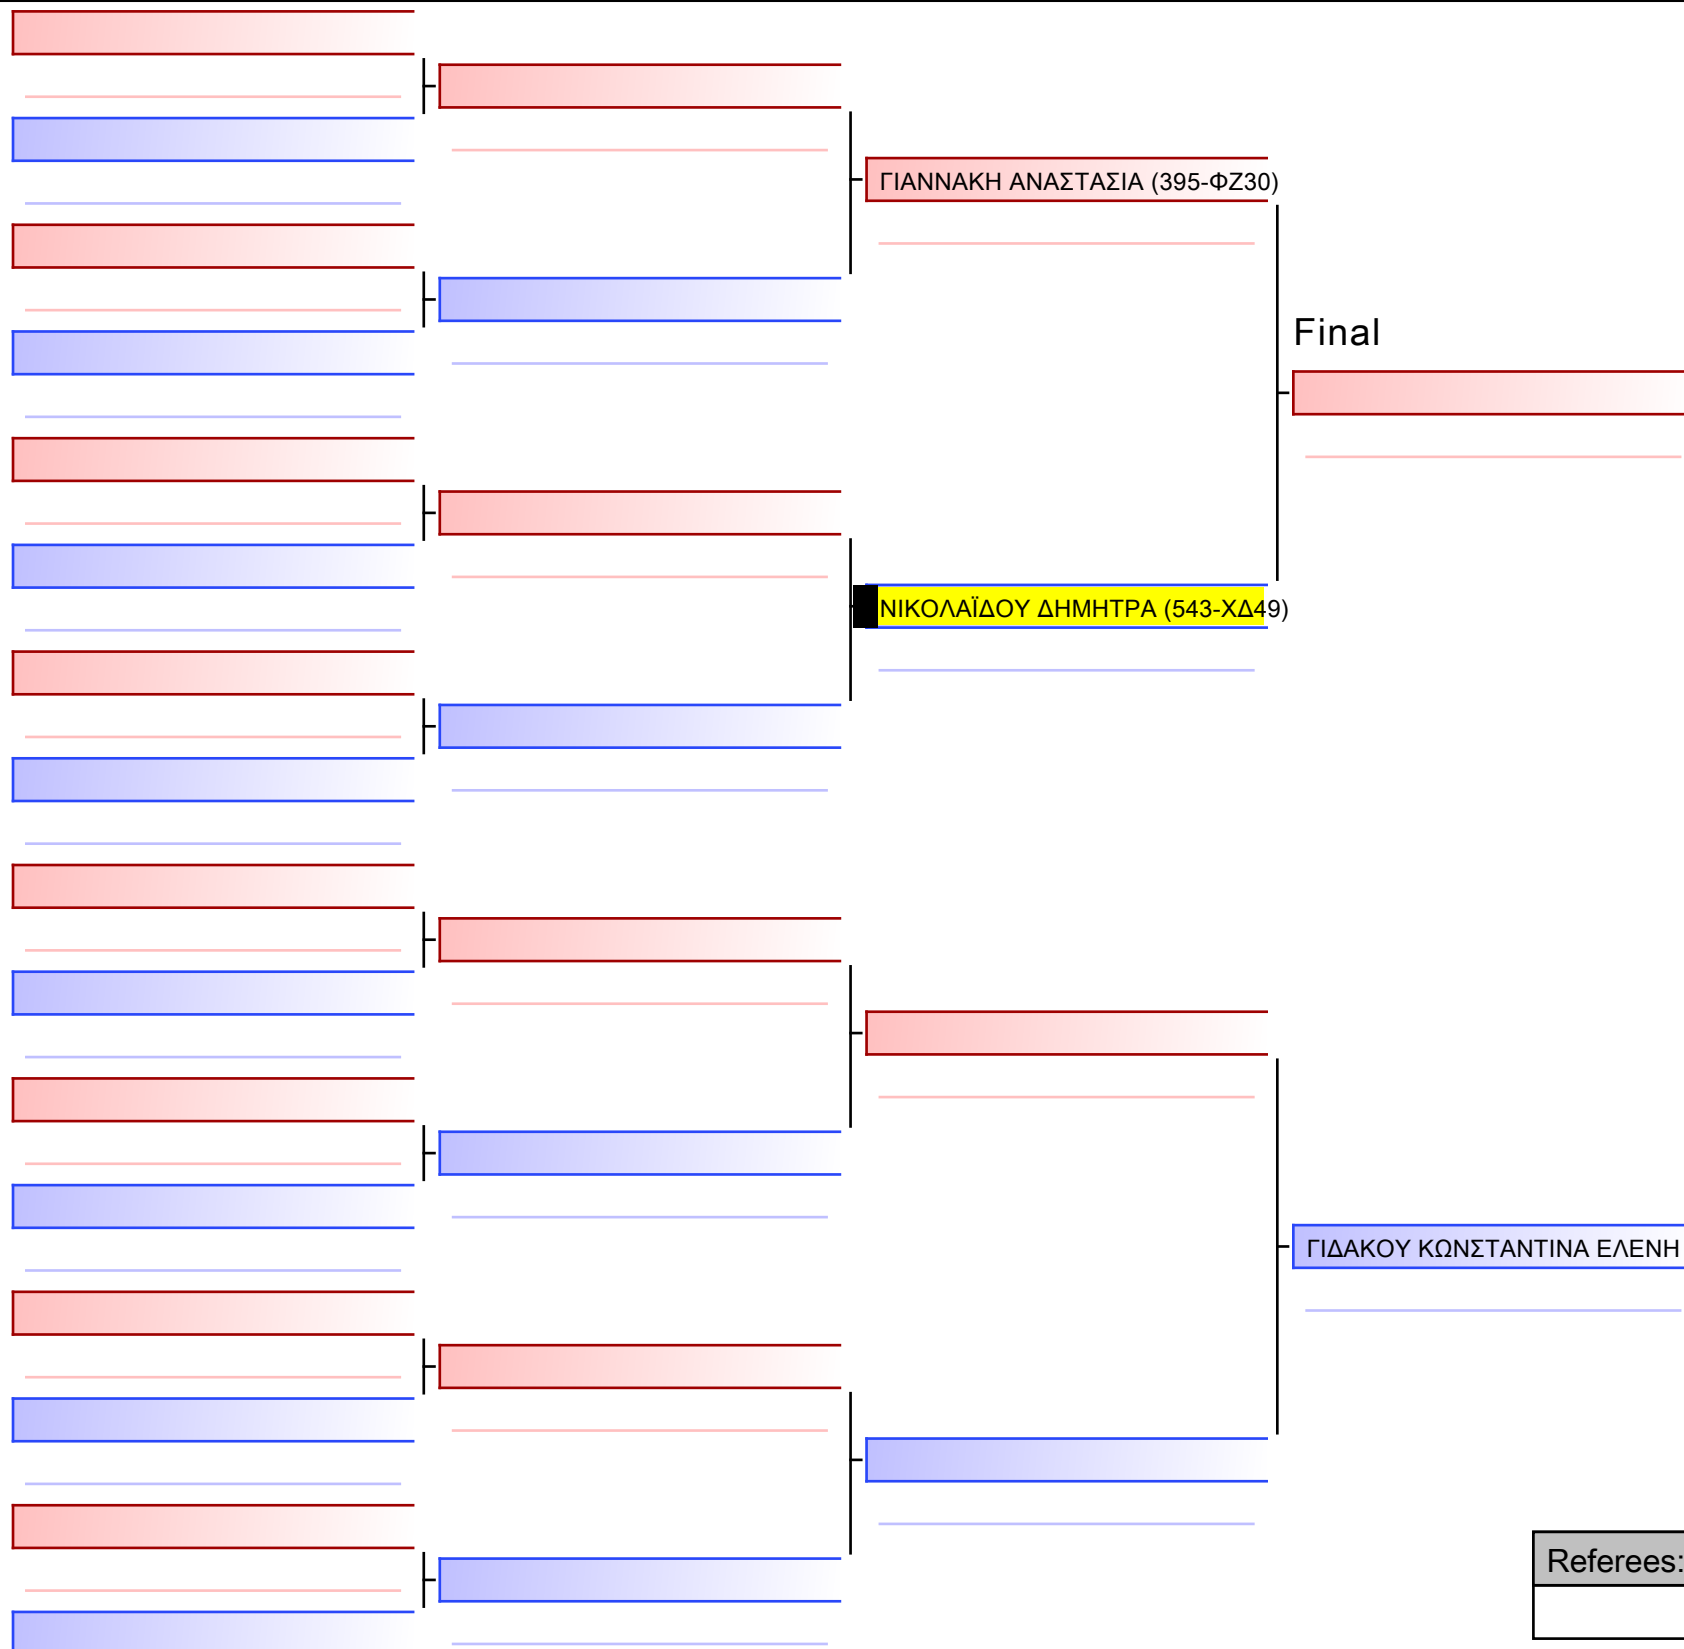 ΓΙΑΝΝΑΚΗ ΑΝΑΣΤΑΣΙΑ (395-ΦΖ30)
Final
ΝΙΚΟΛΑΪΔΟΥ ΔΗΜΗΤΡΑ (543-ΧΔ49)
ΓΙΔΑΚΟΥ ΚΩΝΣΤΑΝΤΙΝΑ ΕΛΕΝΗ
Referees: